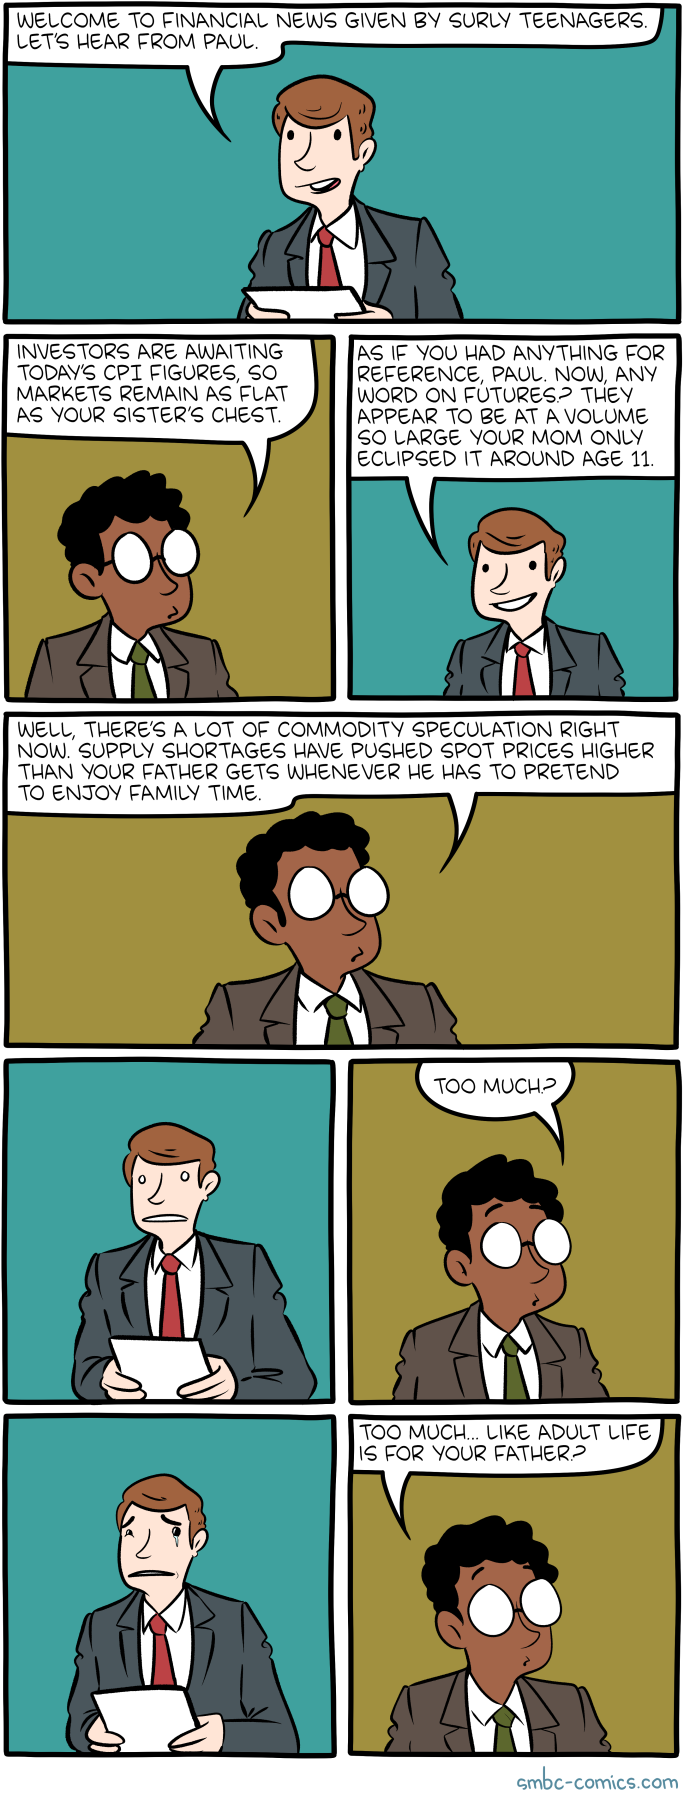 WELCOME TO FINANCIAL NEWS GIVEN BY SURLY TEENAGERS.
LET'S HEAR FROM PAUL.
INVESTORS ARE AWAITING
TODAY'S CPI FIGURES, SO
MARKETS REMAIN AS FLAT
AS YOUR SISTER'S CHEST.
AS IF YOU HAD ANYTHING FOR
REFERENCE, PAUL. NOW, ANY
WORD ON FUTURES? THEY
APPEAR TO BE AT A VOLUME
SO LARGE YOUR MOM ONLY
ECLIPSED IT AROUND AGE 11.
WELL, THERE'S A LOT OF COMMODITY SPECULATION RIGHT
NOW. SUPPLY SHORTAGES HAVE PUSHED SPOT PRICES HIGHER
THAN YOUR FATHER GETS WHENEVER HE HAS TO PRETEND
TO ENJOY FAMILY TIME.
TOO MUCH?
TOO MUCH... LIKE ADULT LIFE
IS FOR YOUR FATHER?
smbc-comics.com